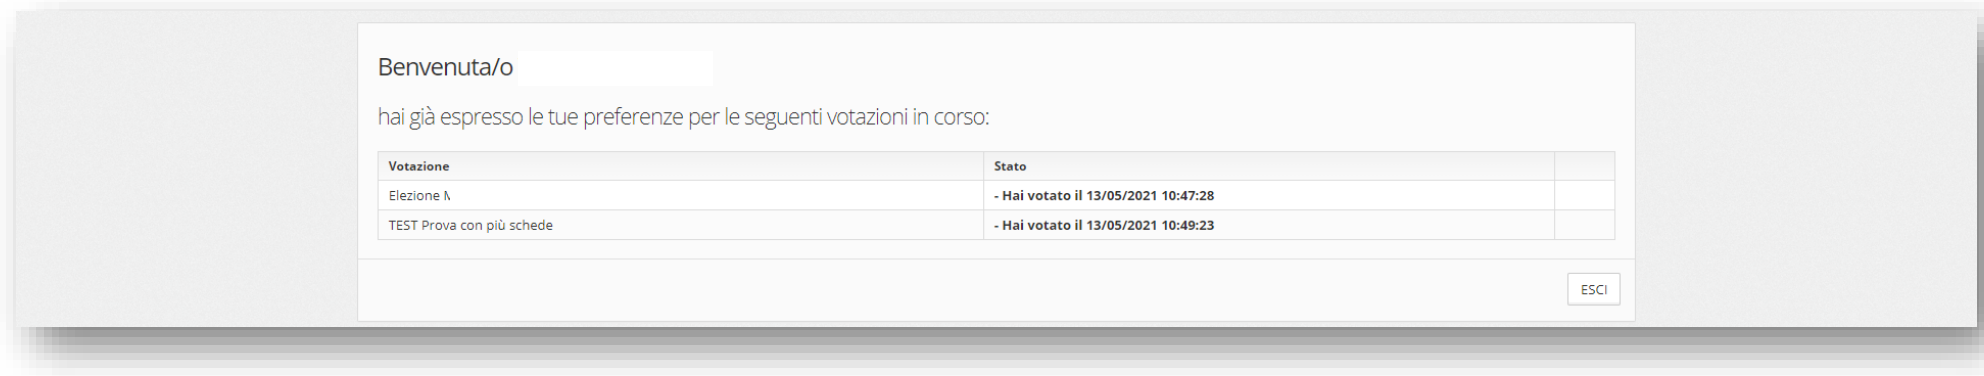 Benvenuta/o
hai già espresso le tue preferenze per le seguenti votazioni in corso:
Votazione Stato
Elezione - Hai votato il 13/05/2021 10:47:28
TEST Prova con più schede - Hai votato il 13/05/2021 10:49:23
ESCI